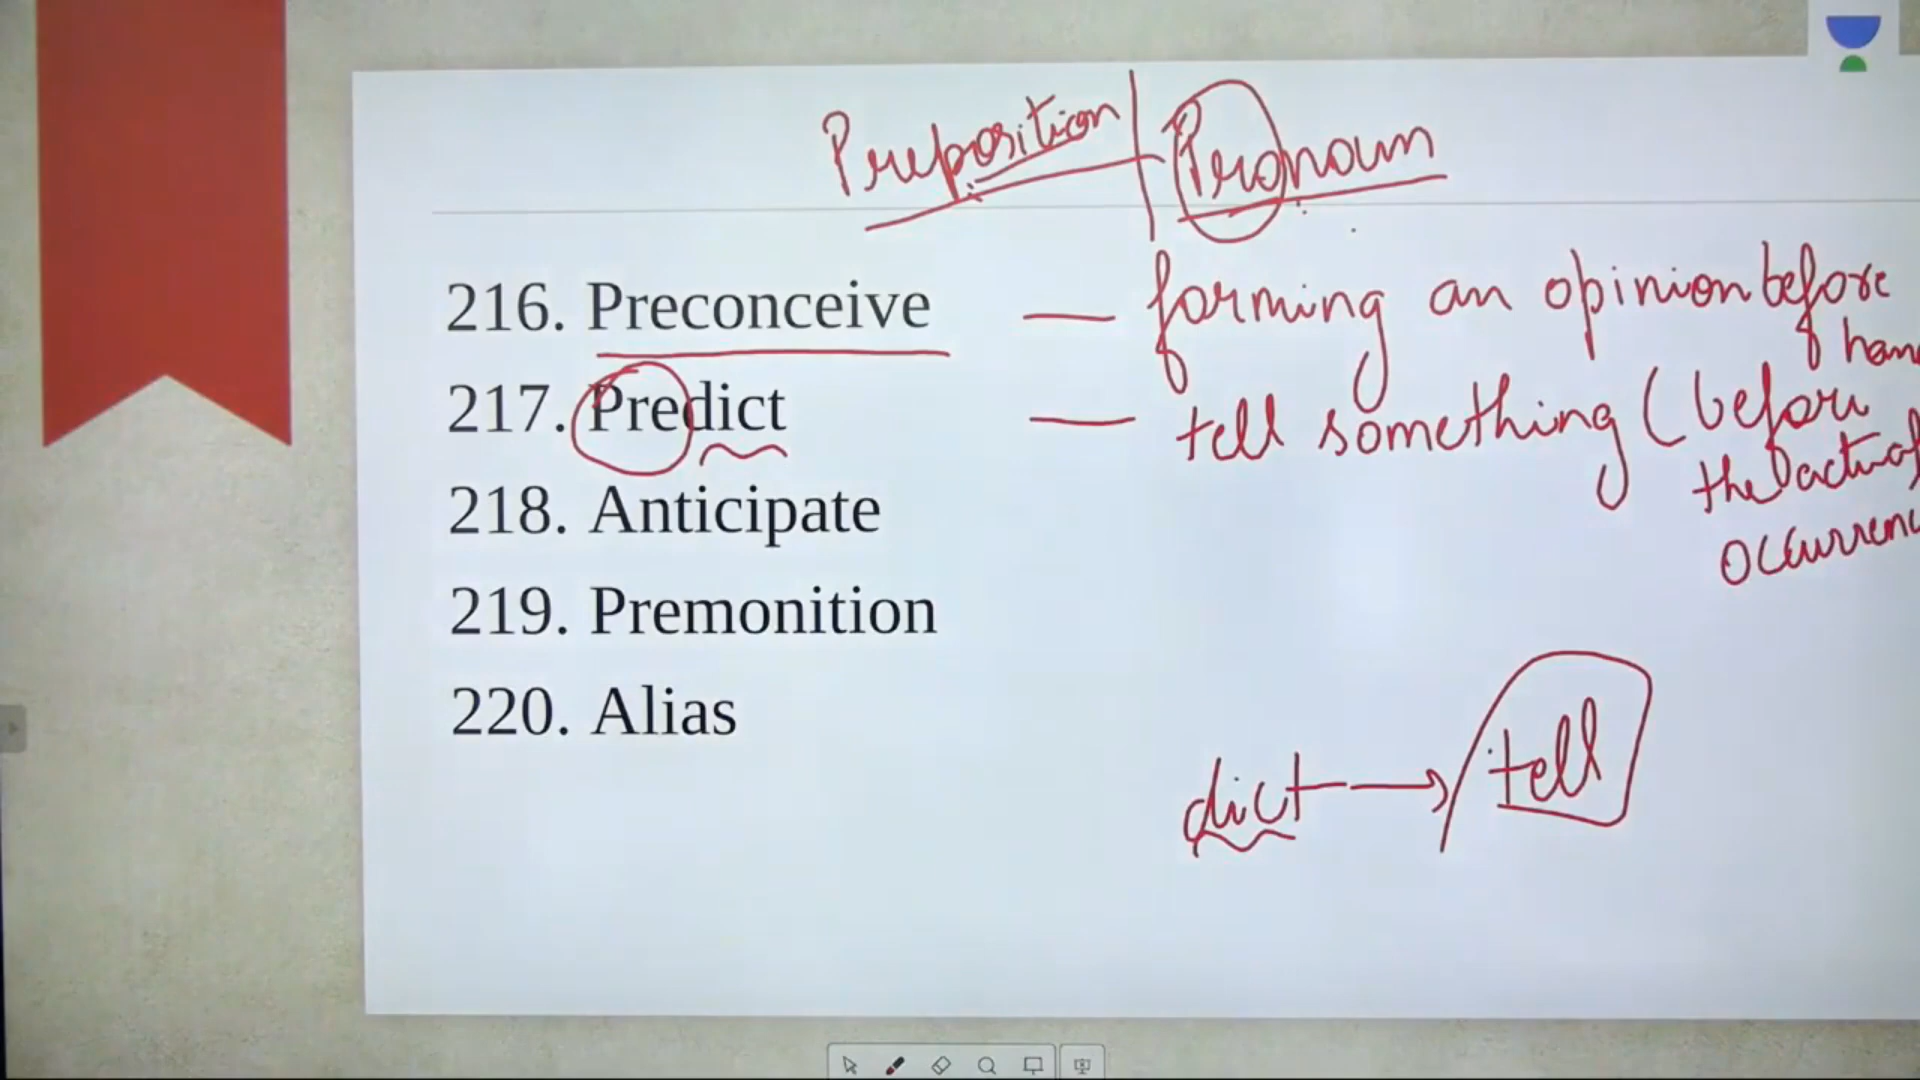 Preposition | Pronoun
216. Preconceive — forming an opinion before
217. Predict — tell something (before
the actual
218. Anticipate
219. Premonition
220. Alias
dict → tell